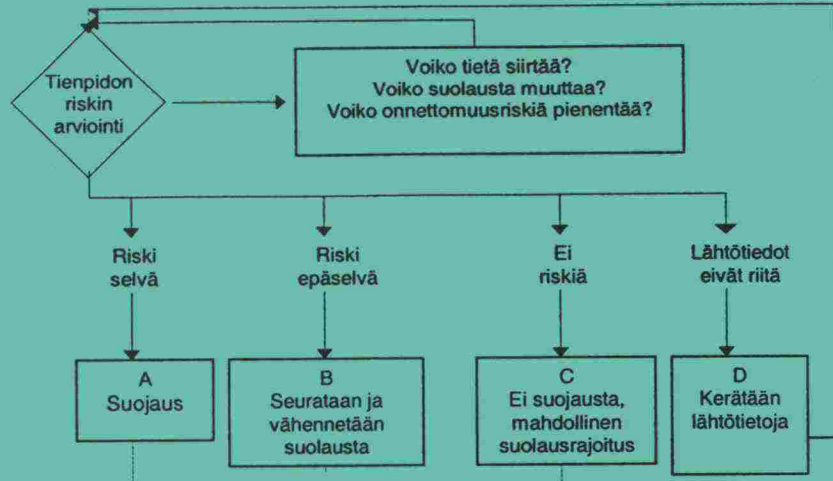 Tienpidon
riskin
arviointi
Voiko tietä siirtää?
Voiko suolausta muuttaa?
Voiko onnettomuusriskiä pienentää?
Riski
selvä
Riski
epäselvä
Ei
riskiä
Lähtötiedot
eivät riitä
A
Suojaus
B
Seurataan ja
vähennetään
suolausta
C
Ei suojausta,
mahdollinen
suolausrajoitus
D
Kerätään
lähtötietoja